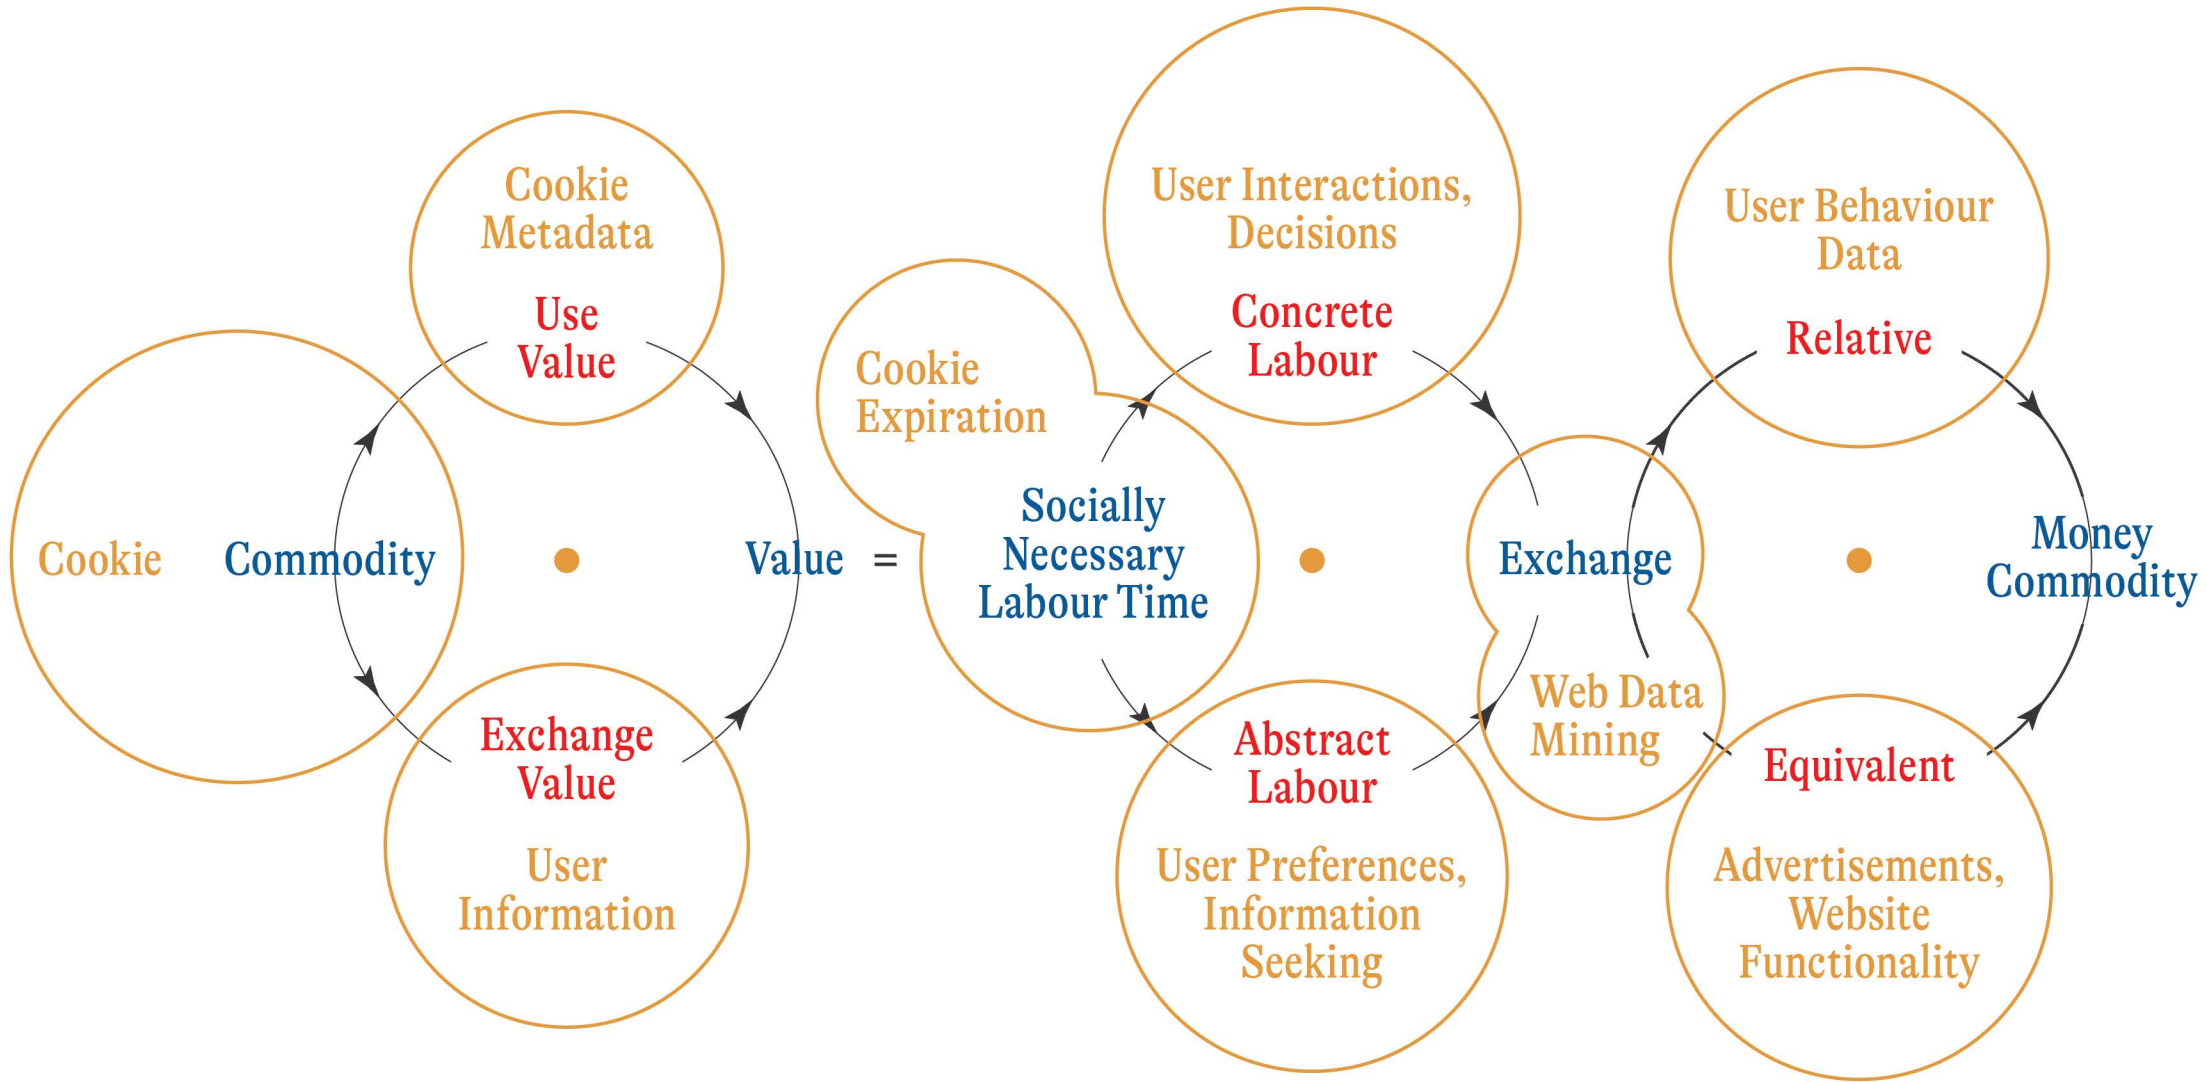 Cookie
Commodity
Cookie
Metadata
Use
Value
Exchange
Value
User
Information
Value =
Cookie
Expiration
Socially
Necessary
Labour Time
User Interactions,
Decisions
Concrete
Labour
Abstract
Labour
User Preferences,
Information
Seeking
Exchange
Web Data
Mining
User Behaviour
Data
Relative
Equivalent
Advertisements,
Website
Functionality
Money
Commodity